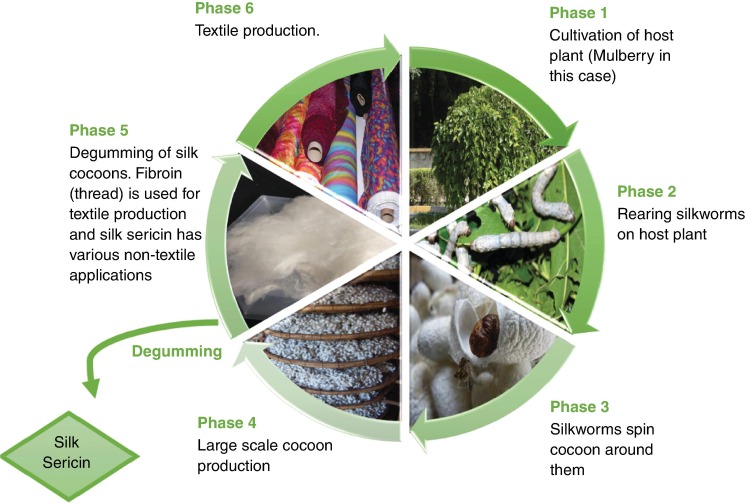 Phase 6
Textile production.
Phase 1
Cultivation of host
plant (Mulberry in
this case)
Phase 5
Degumming of silk
cocoons. Fibroin
(thread) is used for
textile production
and silk sericin has
various non-textile
applications
Phase 2
Rearing silkworms
on host plant
Degumming
Phase 4
Large scale cocoon
production
Phase 3
Silkworms spin
cocoon around
them
Silk
Sericin